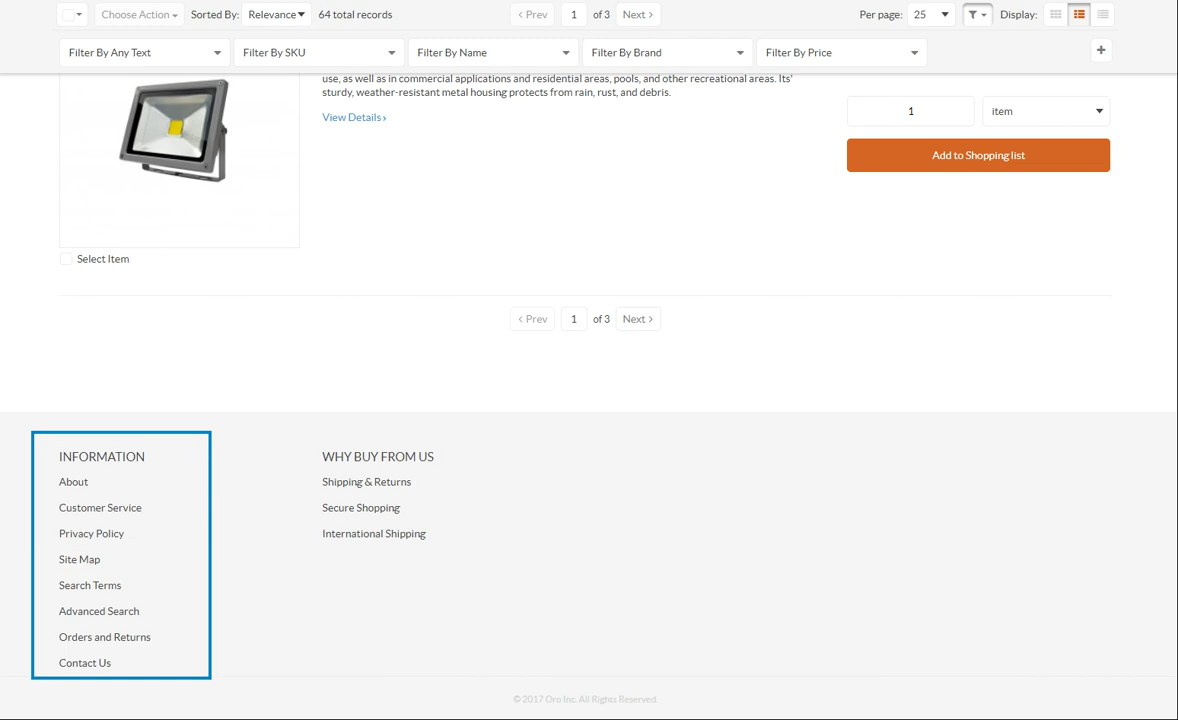 Choose Action Sorted By: Relevance 64 total records < Prev 1 of 3 Next > Per page: 25 Display:
Filter By Any Text Filter By SKU Filter By Name Filter By Brand Filter By Price +
use, as well as in commercial applications and residential areas, pools, and other recreational areas. Its'
sturdy, weather-resistant metal housing protects from rain, rust, and debris.
View Details ›
1 item
Add to Shopping list
Select Item
< Prev 1 of 3 Next >
INFORMATION
About
Customer Service
Privacy Policy
Site Map
Search Terms
Advanced Search
Orders and Returns
Contact Us
WHY BUY FROM US
Shipping & Returns
Secure Shopping
International Shipping
© 2017 Oro Inc. All Rights Reserved.